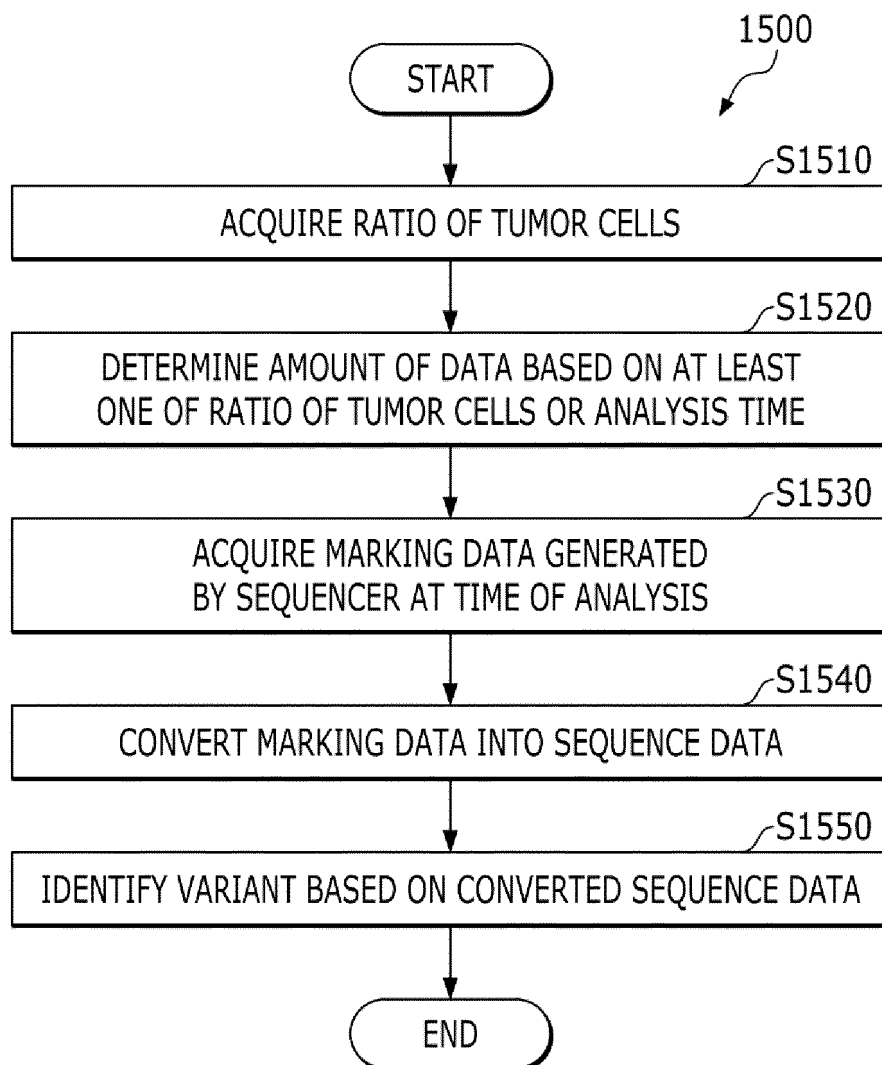 1500
START
S1510
ACQUIRE RATIO OF TUMOR CELLS
S1520
DETERMINE AMOUNT OF DATA BASED ON AT LEAST
ONE OF RATIO OF TUMOR CELLS OR ANALYSIS TIME
S1530
ACQUIRE MARKING DATA GENERATED
BY SEQUENCER AT TIME OF ANALYSIS
S1540
CONVERT MARKING DATA INTO SEQUENCE DATA
S1550
IDENTIFY VARIANT BASED ON CONVERTED SEQUENCE DATA
END